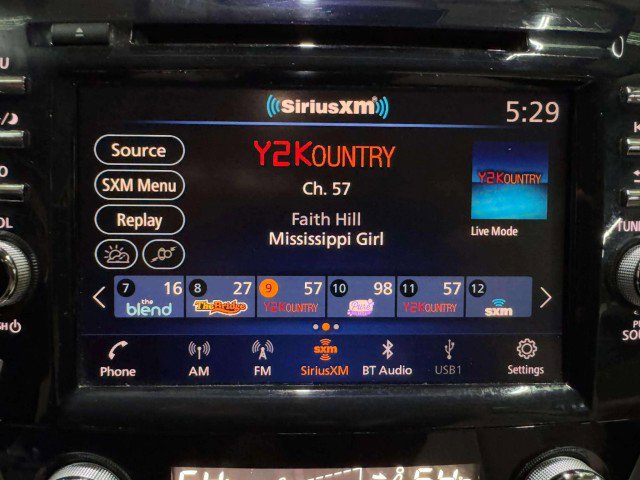 SiriusXM
5:29
Source
Y2KOUNTRY
SXM Menu
Ch. 57
Y2KOUNTRY
Replay
Faith Hill
Mississippi Girl
Live Mode
7 16
the
blend
8 27
The Bridge
9 57
Y2KOUNTRY
10 98
11 57
Y2KOUNTRY
12
sxm
Phone
AM
FM
sxm
SiriusXM
BT Audio
USB1
Settings